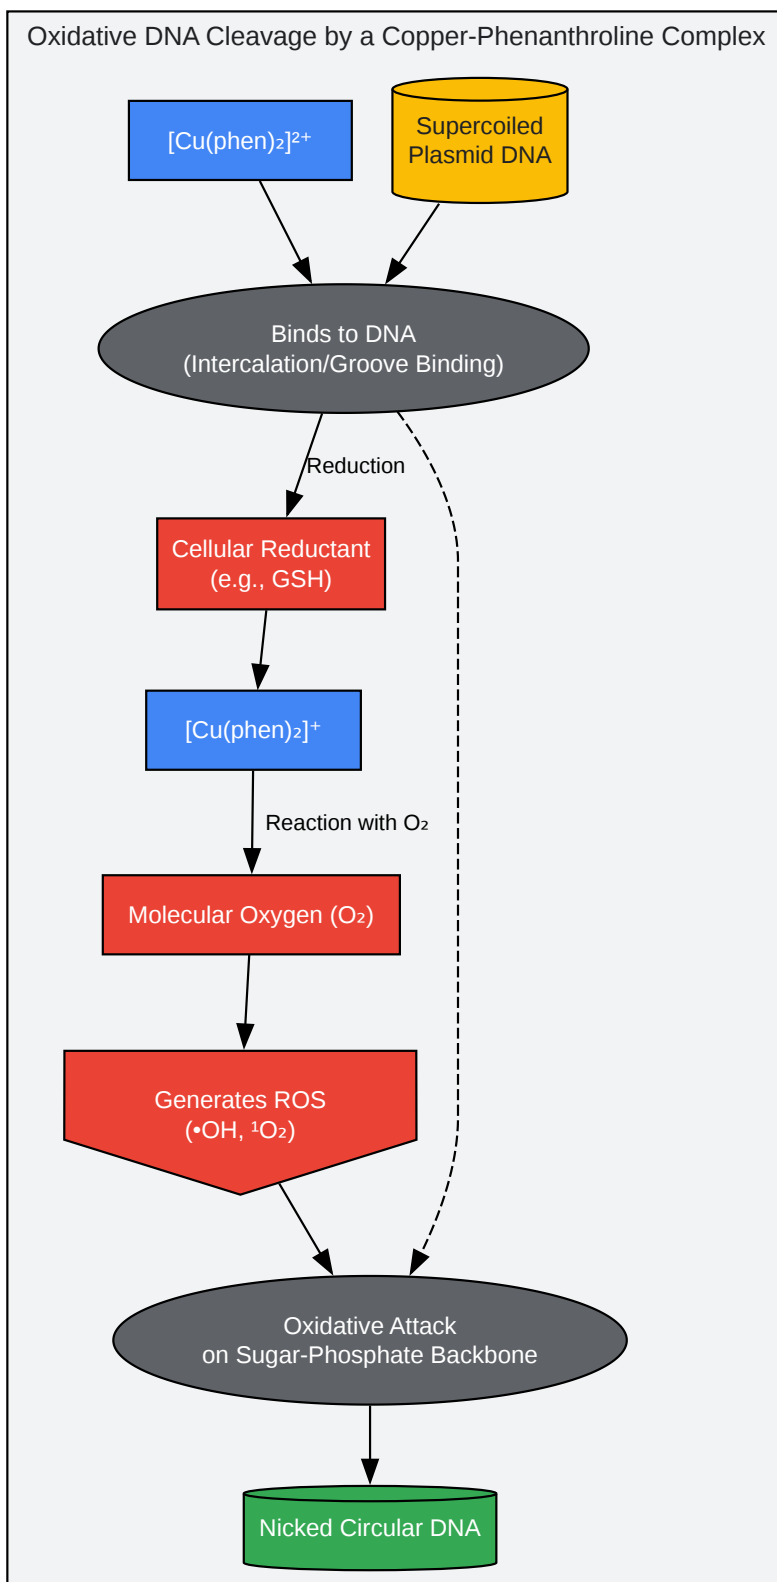 Oxidative DNA Cleavage by a Copper-Phenanthroline Complex
[Cu(phen)₂]²⁺
Supercoiled
Plasmid DNA
Binds to DNA
(Intercalation/Groove Binding)
Reduction
Cellular Reductant
(e.g., GSH)
[Cu(phen)₂]⁺
Reaction with O₂
Molecular Oxygen (O₂)
Generates ROS
(•OH, ¹O₂)
Oxidative Attack
on Sugar-Phosphate Backbone
Nicked Circular DNA